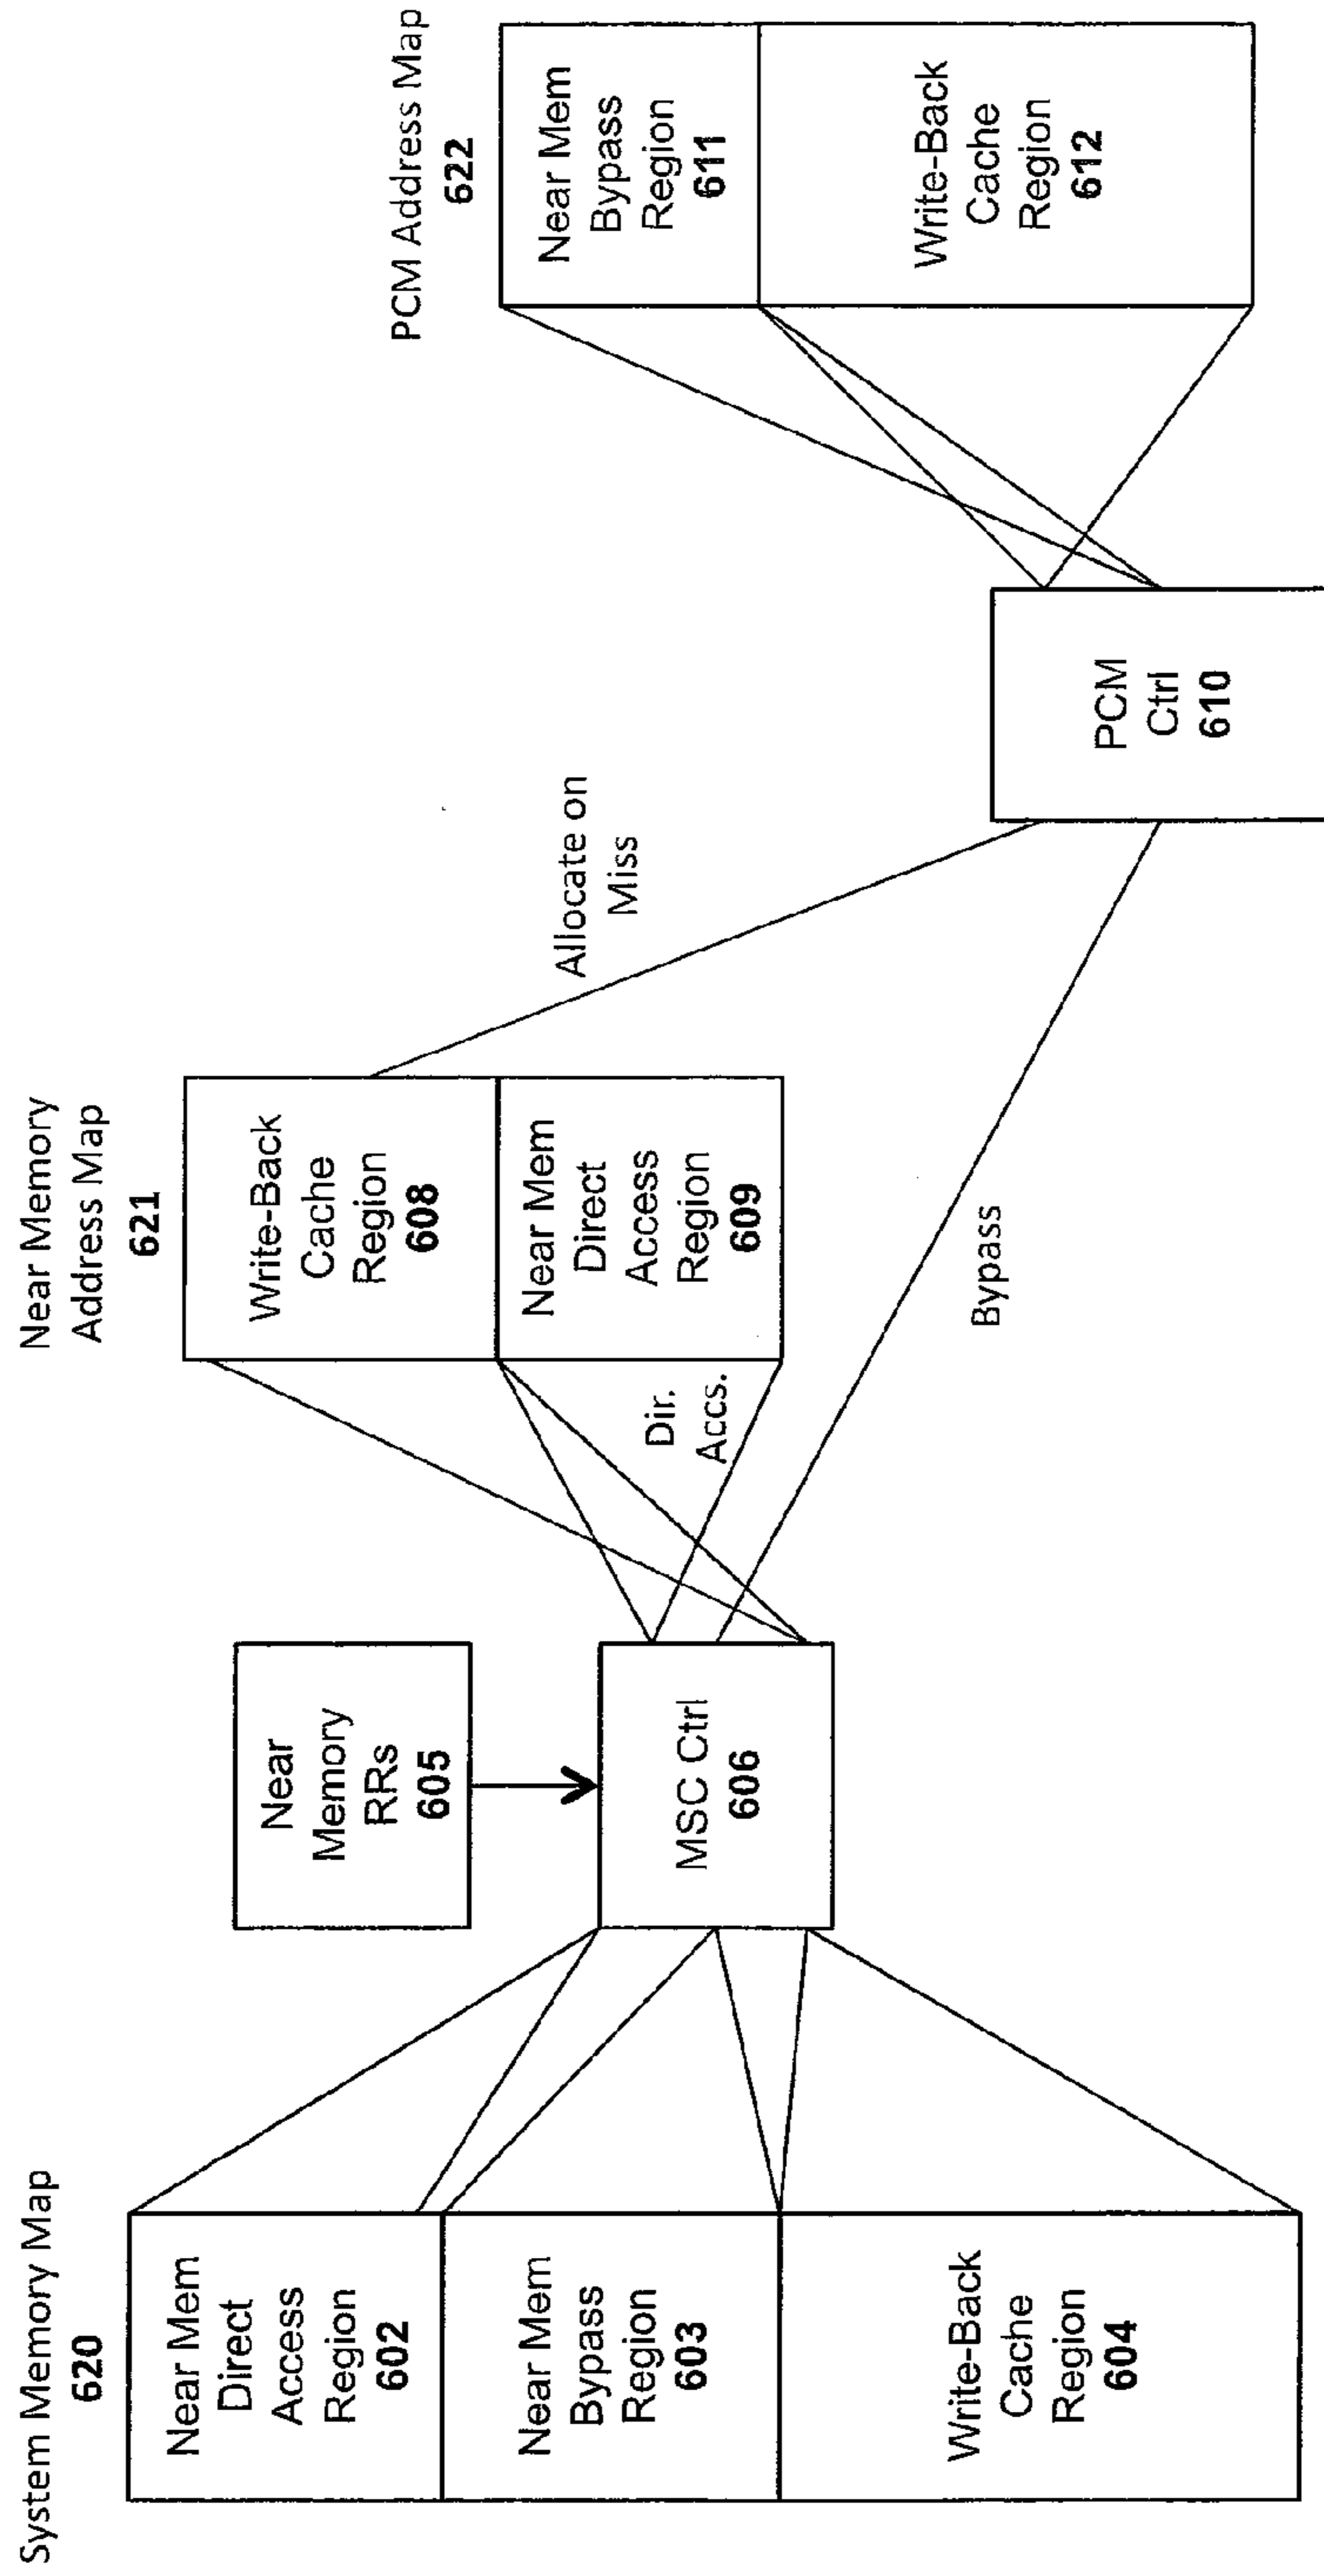 System Memory Map
620
Near Mem
Direct
Access
Region
602
Near Mem
Bypass
Region
603
Write-Back
Cache
Region
604
Near
Memory
RRs
605
MSC Ctrl
606
Near Memory
Address Map
621
Write-Back
Cache
Region
608
Near Mem
Direct
Access
Region
609
Dir.
Accs.
Allocate on
Miss
Bypass
PCM
Ctrl
610
PCM Address Map
622
Near Mem
Bypass
Region
611
Write-Back
Cache
Region
612